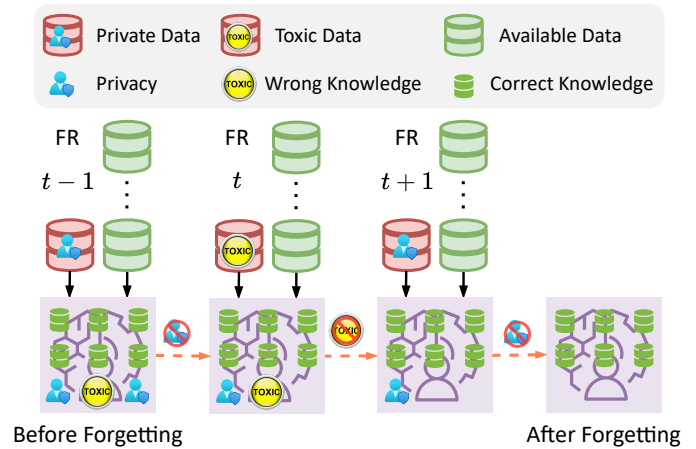 Private Data TOXIC Toxic Data Available Data
Privacy TOXIC Wrong Knowledge Correct Knowledge
FR FR FR
t − 1 t t + 1
TOXIC
TOXIC
TOXIC TOXIC
Before Forgetting After Forgetting